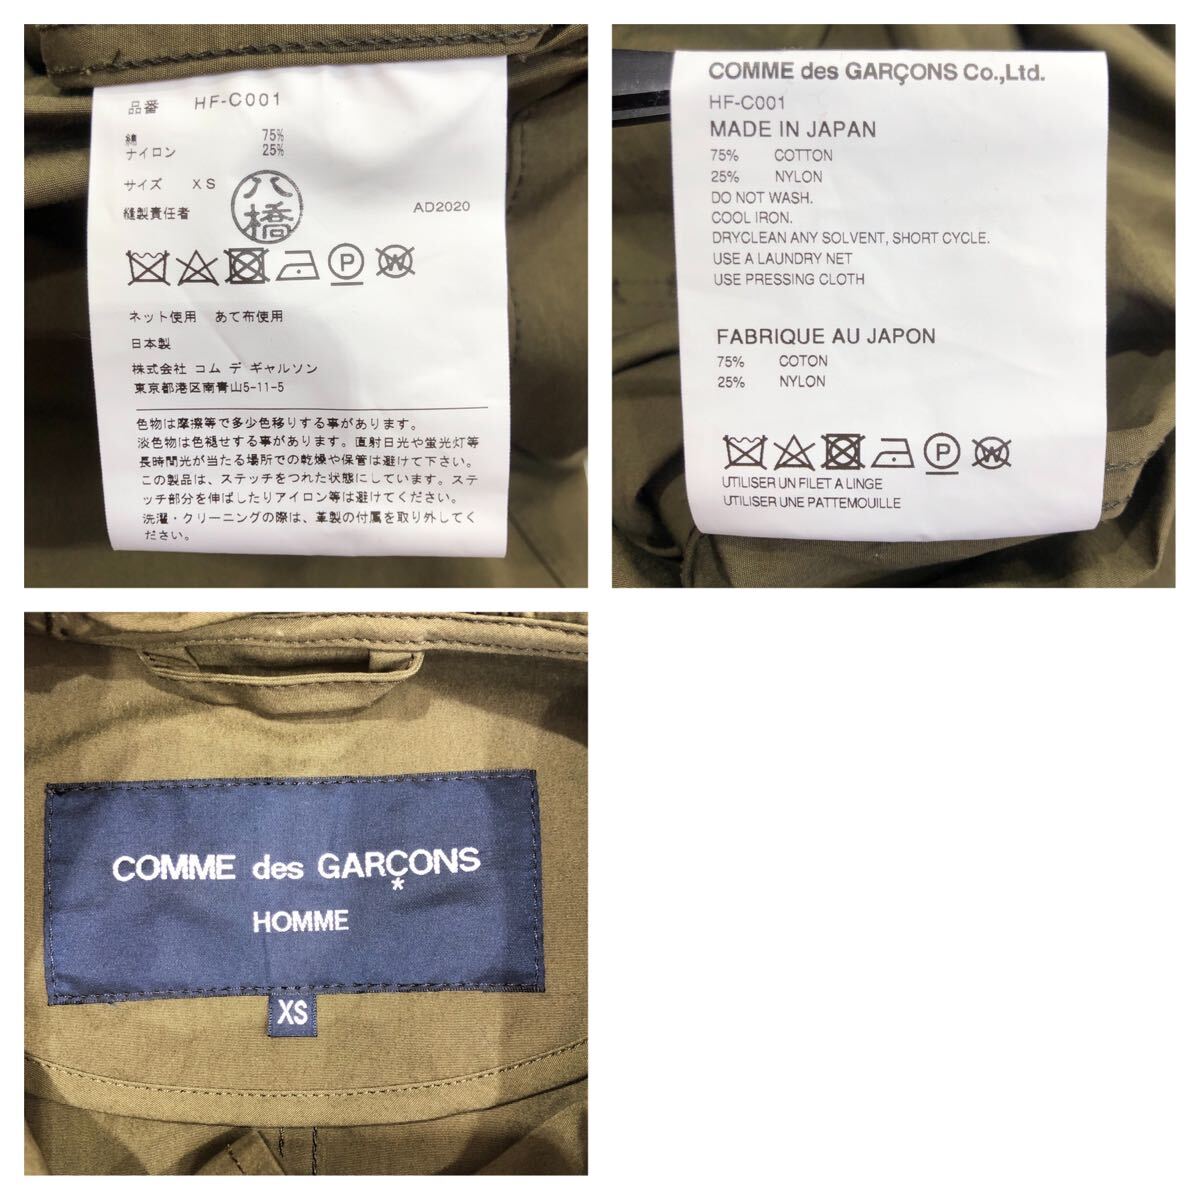 品番 HF-C001
綿 75%
ナイロン 25%
サイズ XS
縫製責任者 八橋 AD2020
P W
ネット使用 あて布使用
日本製
株式会社 コム デ ギャルソン
東京都港区南青山5-11-5
色物は摩擦等で多少色移りする事があります。
淡色物は色褪せする事があります。直射日光や蛍光灯等
長時間光が当たる場所での乾燥や保管は避けて下さい。
この製品は、ステッチをつれた状態にしています。ステ
ッチ部分を伸ばしたりアイロン等は避けてください。
洗濯・クリーニングの際は、革製の付属を取り外してく
ださい。
COMME des GARÇONS Co.,Ltd.
HF-C001
MADE IN JAPAN
75% COTTON
25% NYLON
DO NOT WASH.
COOL IRON.
DRYCLEAN ANY SOLVENT, SHORT CYCLE.
USE A LAUNDRY NET
USE PRESSING CLOTH
FABRIQUE AU JAPON
75% COTON
25% NYLON
P W
UTILISER UN FILET A LINGE
UTILISER UNE PATTEMOUILLE
COMME des GARÇONS
*
HOMME
XS